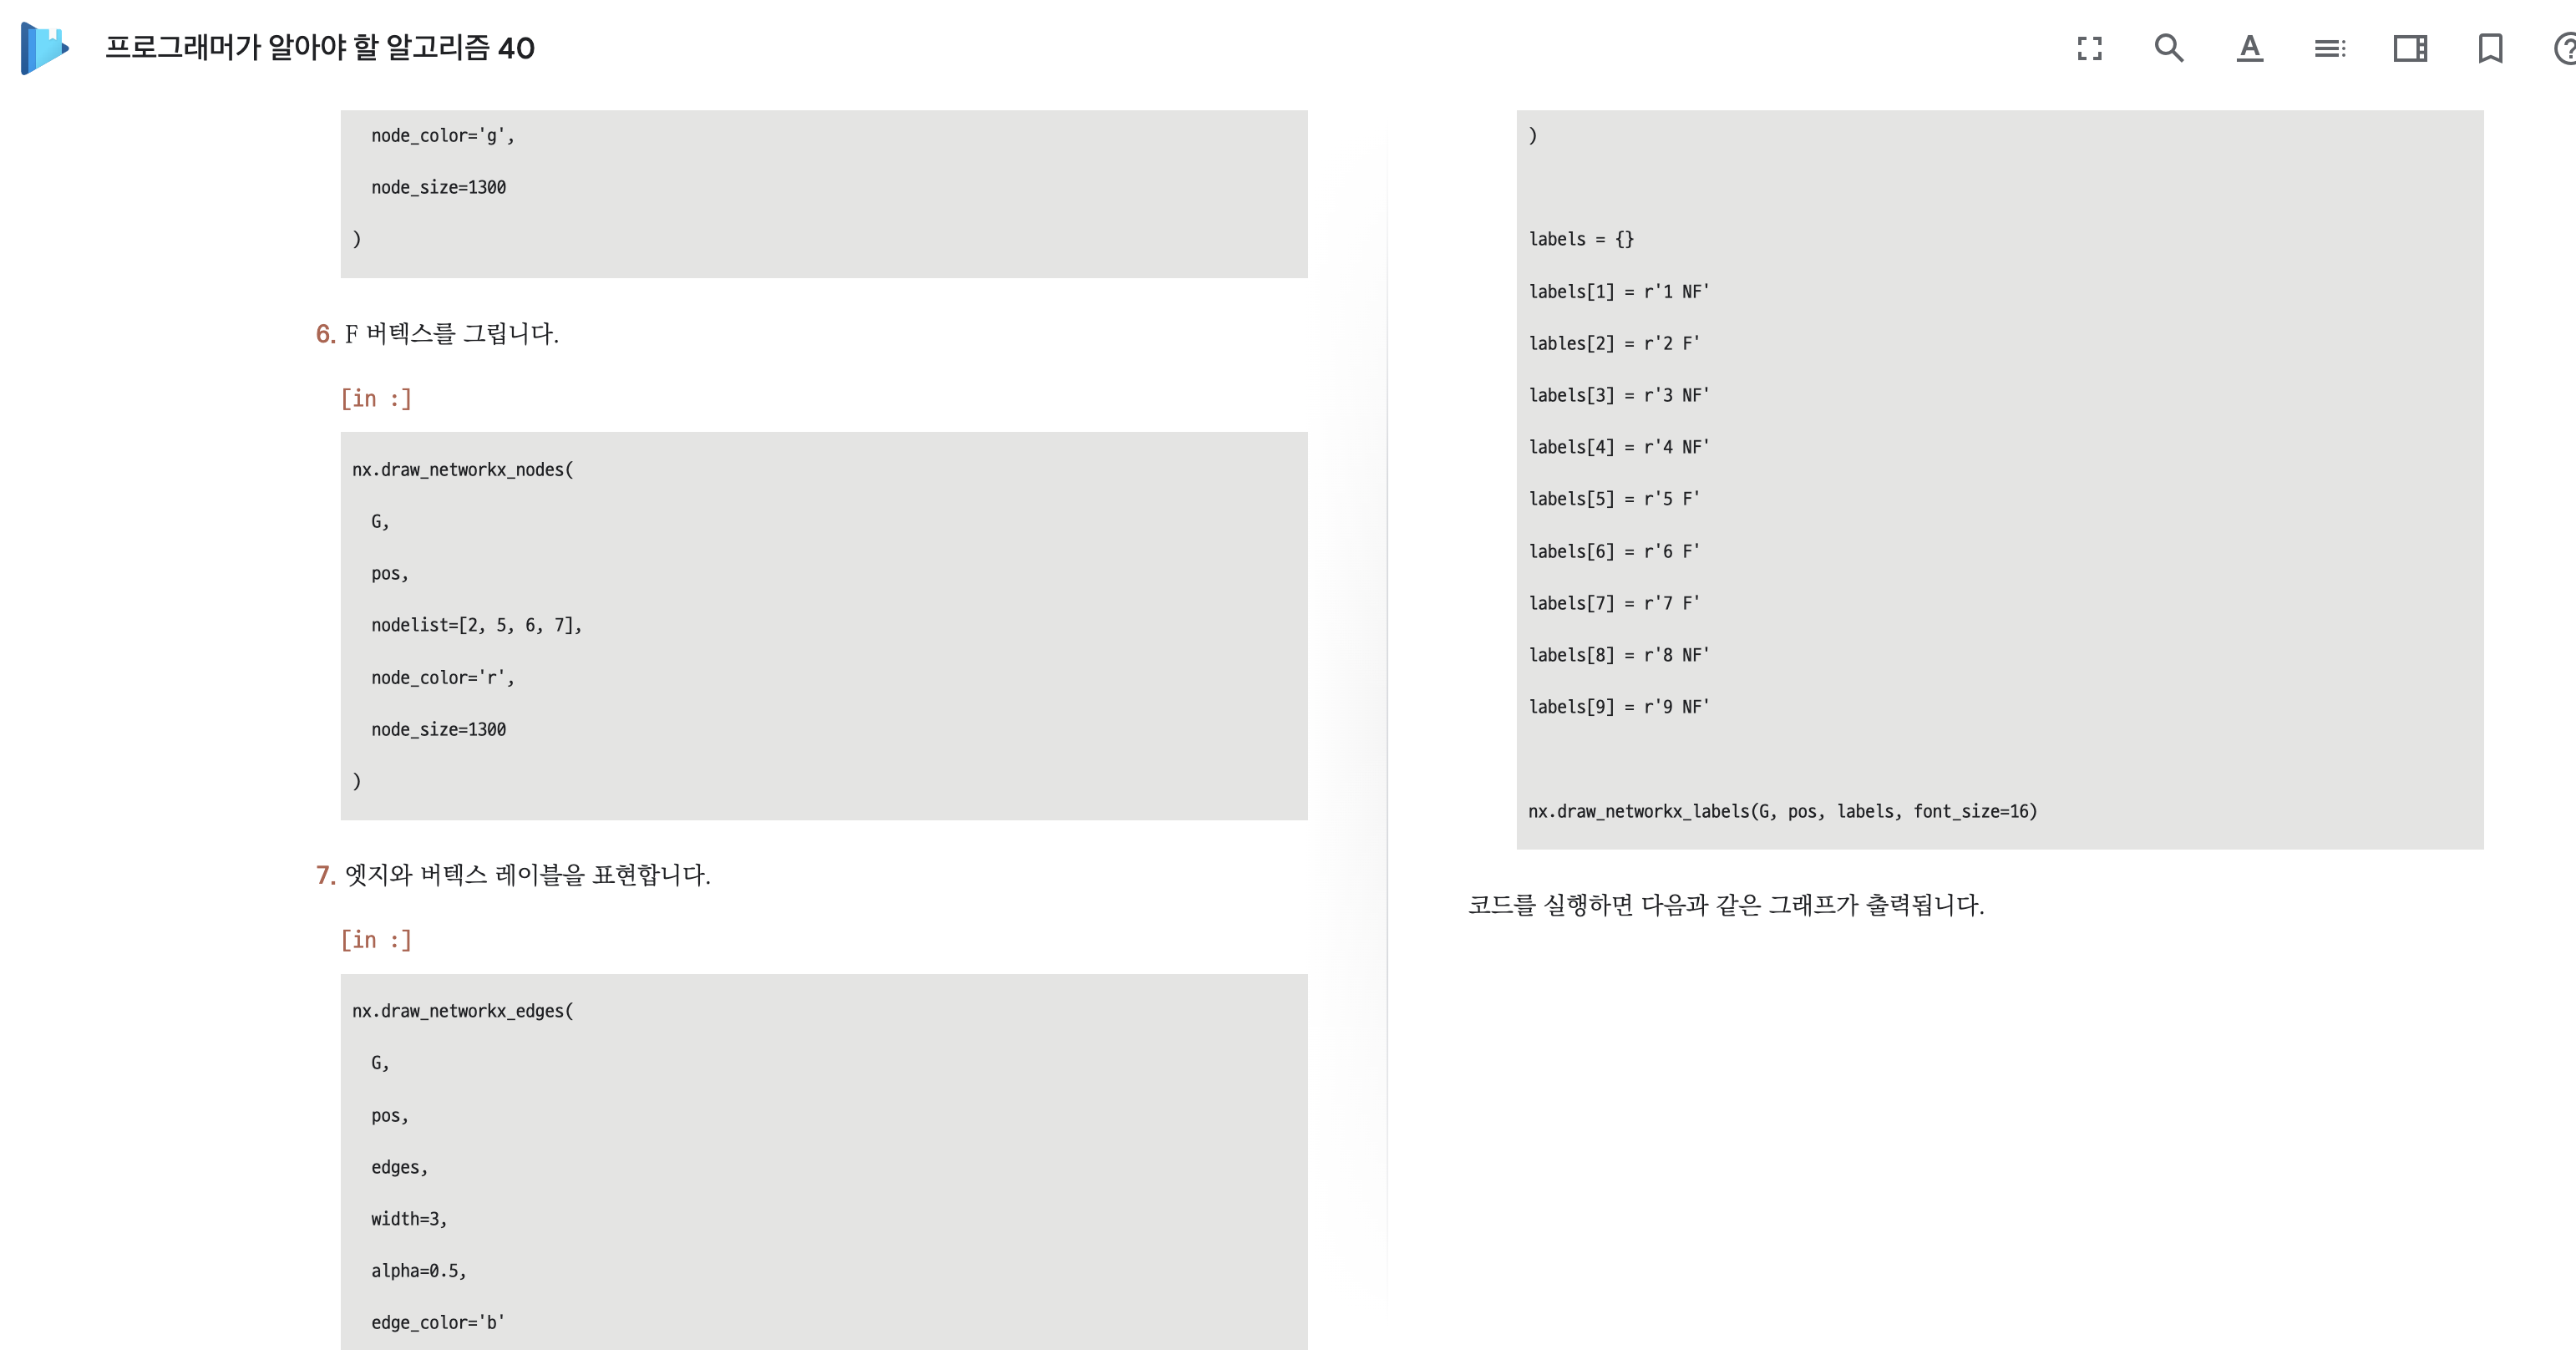 프로그래머가 알아야 할 알고리즘 40
node_color='g',
node_size=1300
)
6. F 버텍스를 그립니다.
[in :]
nx.draw_networkx_nodes(
G,
pos,
nodelist=[2, 5, 6, 7],
node_color='r',
node_size=1300
)
7. 엣지와 버텍스 레이블을 표현합니다.
[in :]
nx.draw_networkx_edges(
G,
pos,
edges,
width=3,
alpha=0.5,
edge_color='b'
)
labels = {}
labels[1] = r'1 NF'
lables[2] = r'2 F'
labels[3] = r'3 NF'
labels[4] = r'4 NF'
labels[5] = r'5 F'
labels[6] = r'6 F'
labels[7] = r'7 F'
labels[8] = r'8 NF'
labels[9] = r'9 NF'
nx.draw_networkx_labels(G, pos, labels, font_size=16)
코드를 실행하면 다음과 같은 그래프가 출력됩니다.